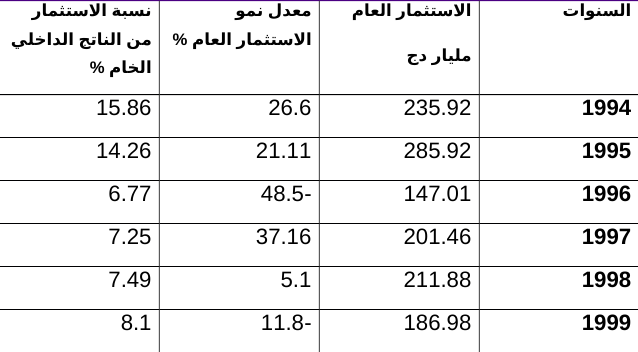 السنوات	الاستثمار العام مليار دج	معدل نمو الاستثمار العام %	نسبة الاستثمار من الناتج الداخلي الخام %
1994	235.92	26.6	15.86
1995	285.92	21.11	14.26
1996	147.01	48.5-	6.77
1997	201.46	37.16	7.25
1998	211.88	5.1	7.49
1999	186.98	11.8-	8.1